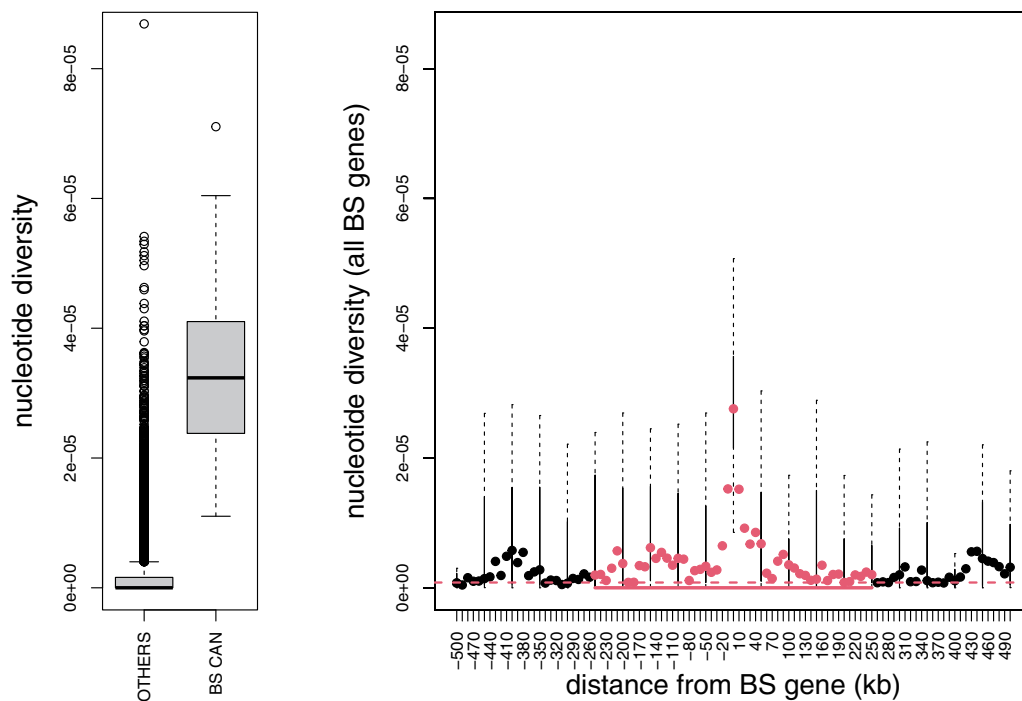 nucleotide diversity
0e+00
2e-05
4e-05
6e-05
8e-05
OTHERS
BS CAN
nucleotide diversity (all BS genes)
0e+00
2e-05
4e-05
6e-05
8e-05
−500
−470
−440
−410
−380
−350
−320
−290
−260
−230
−200
−170
−140
−110
−80
−50
−20
10
40
70
100
130
160
190
220
250
280
310
340
370
400
430
460
490
distance from BS gene (kb)